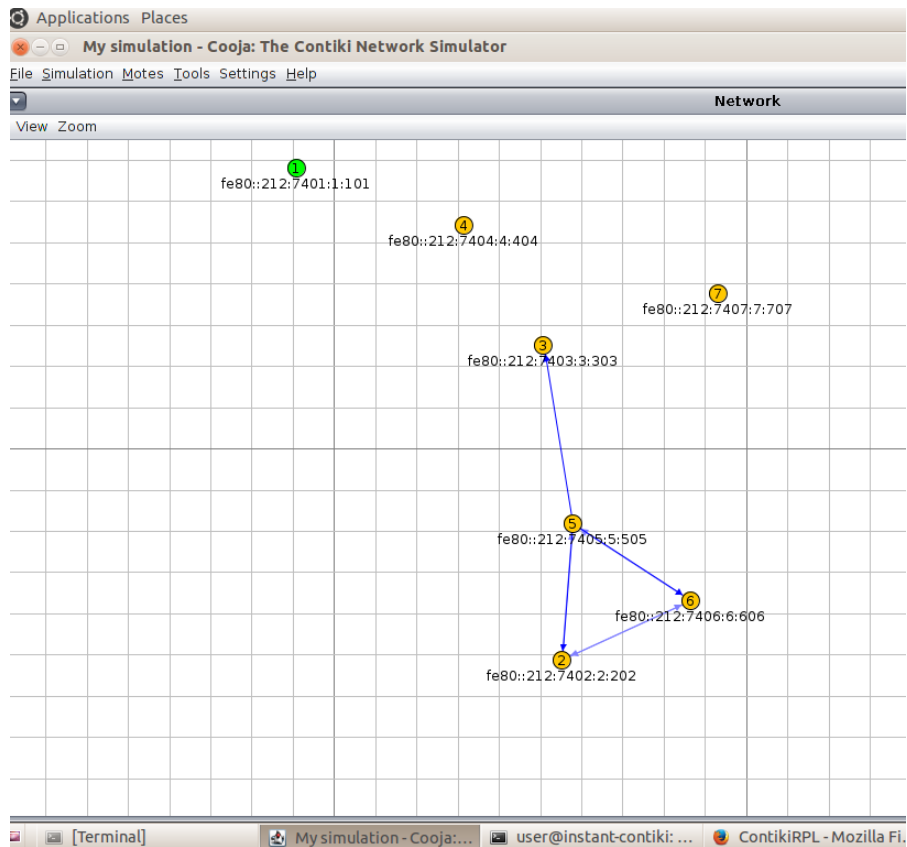 Applications Places
My simulation - Cooja: The Contiki Network Simulator
File Simulation Motes Tools Settings Help
Network
View Zoom
1
fe80::212:7401:1:101
4
fe80::212:7404:4:404
7
fe80::212:7407:7:707
3
fe80::212:7403:3:303
5
fe80::212:7405:5:505
6
fe80::212:7406:6:606
2
fe80::212:7402:2:202
[Terminal] My simulation - Cooja:... user@instant-contiki: ... ContikiRPL - Mozilla Fi...